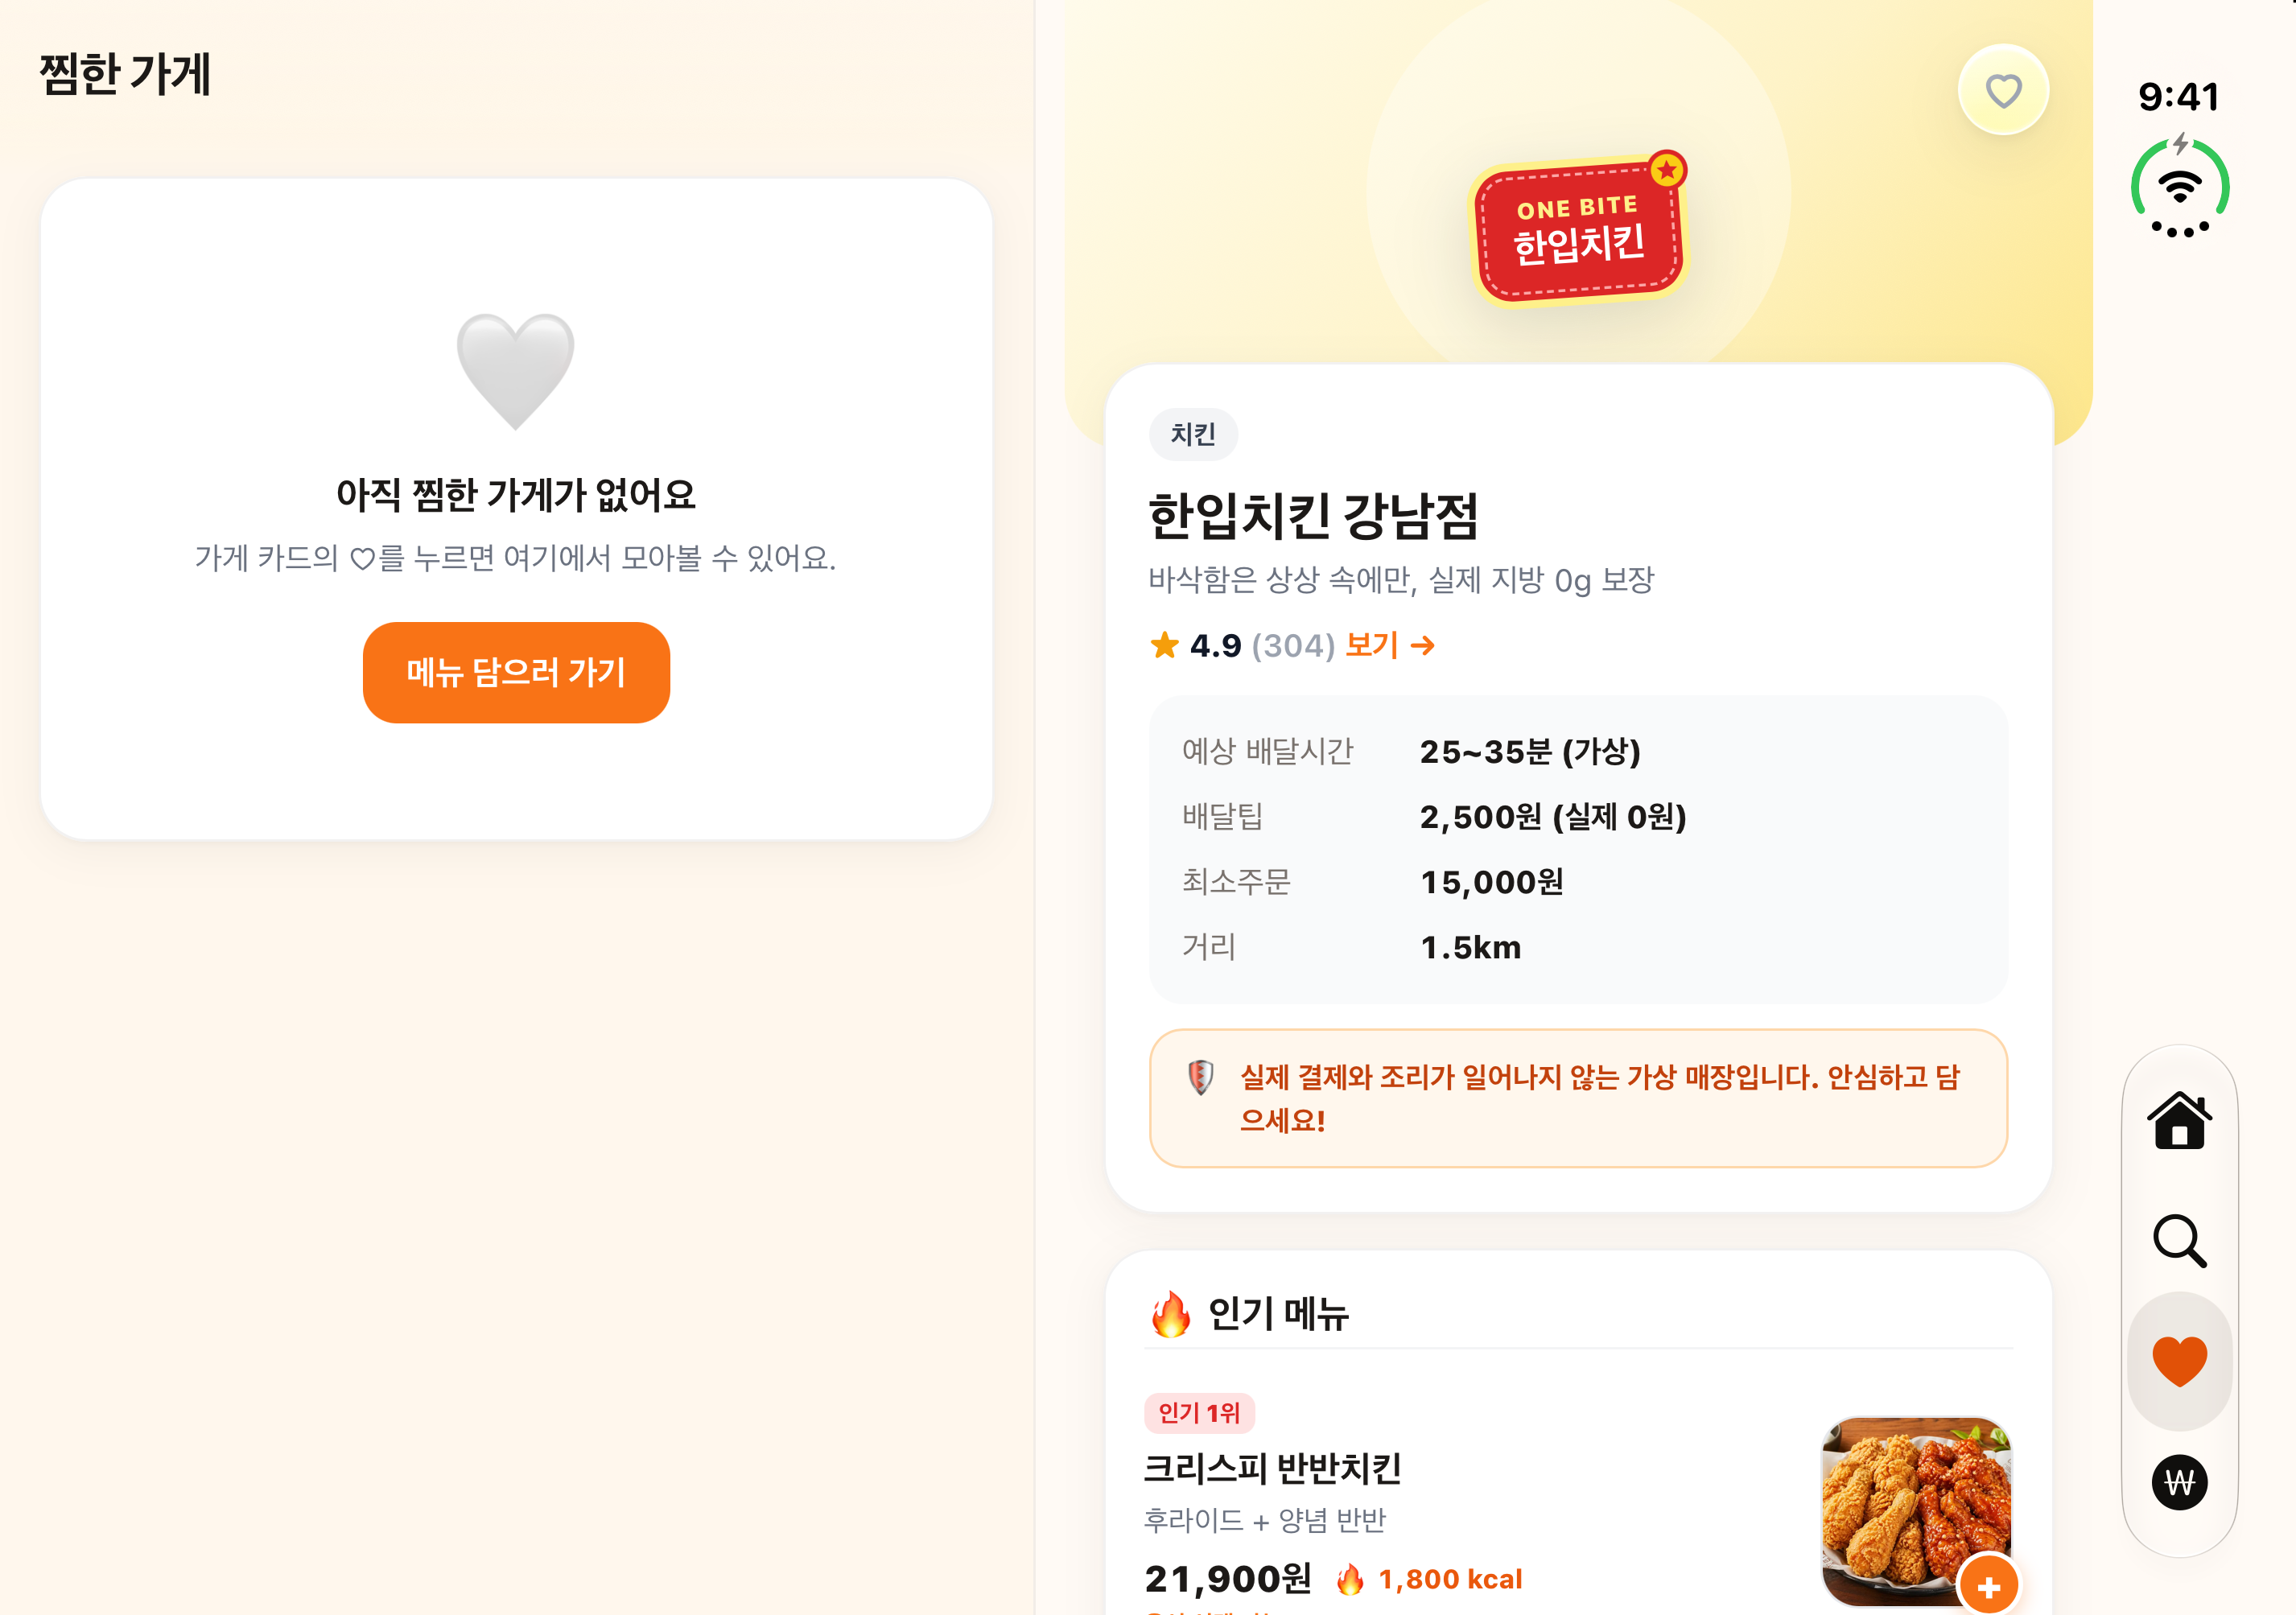 찜한 가게
아직 찜한 가게가 없어요
가게 카드의 ♡를 누르면 여기에서 모아볼 수 있어요.
메뉴 담으러 가기
ONE BITE
한입치킨
치킨
한입치킨 강남점
바삭함은 상상 속에만, 실제 지방 0g 보장
4.9 (304) 보기 →
예상 배달시간 25~35분 (가상)
배달팁 2,500원 (실제 0원)
최소주문 15,000원
거리 1.5km
실제 결제와 조리가 일어나지 않는 가상 매장입니다. 안심하고 담
으세요!
인기 메뉴
인기 1위
크리스피 반반치킨
후라이드 + 양념 반반
21,900원 1,800 kcal
9:41
₩